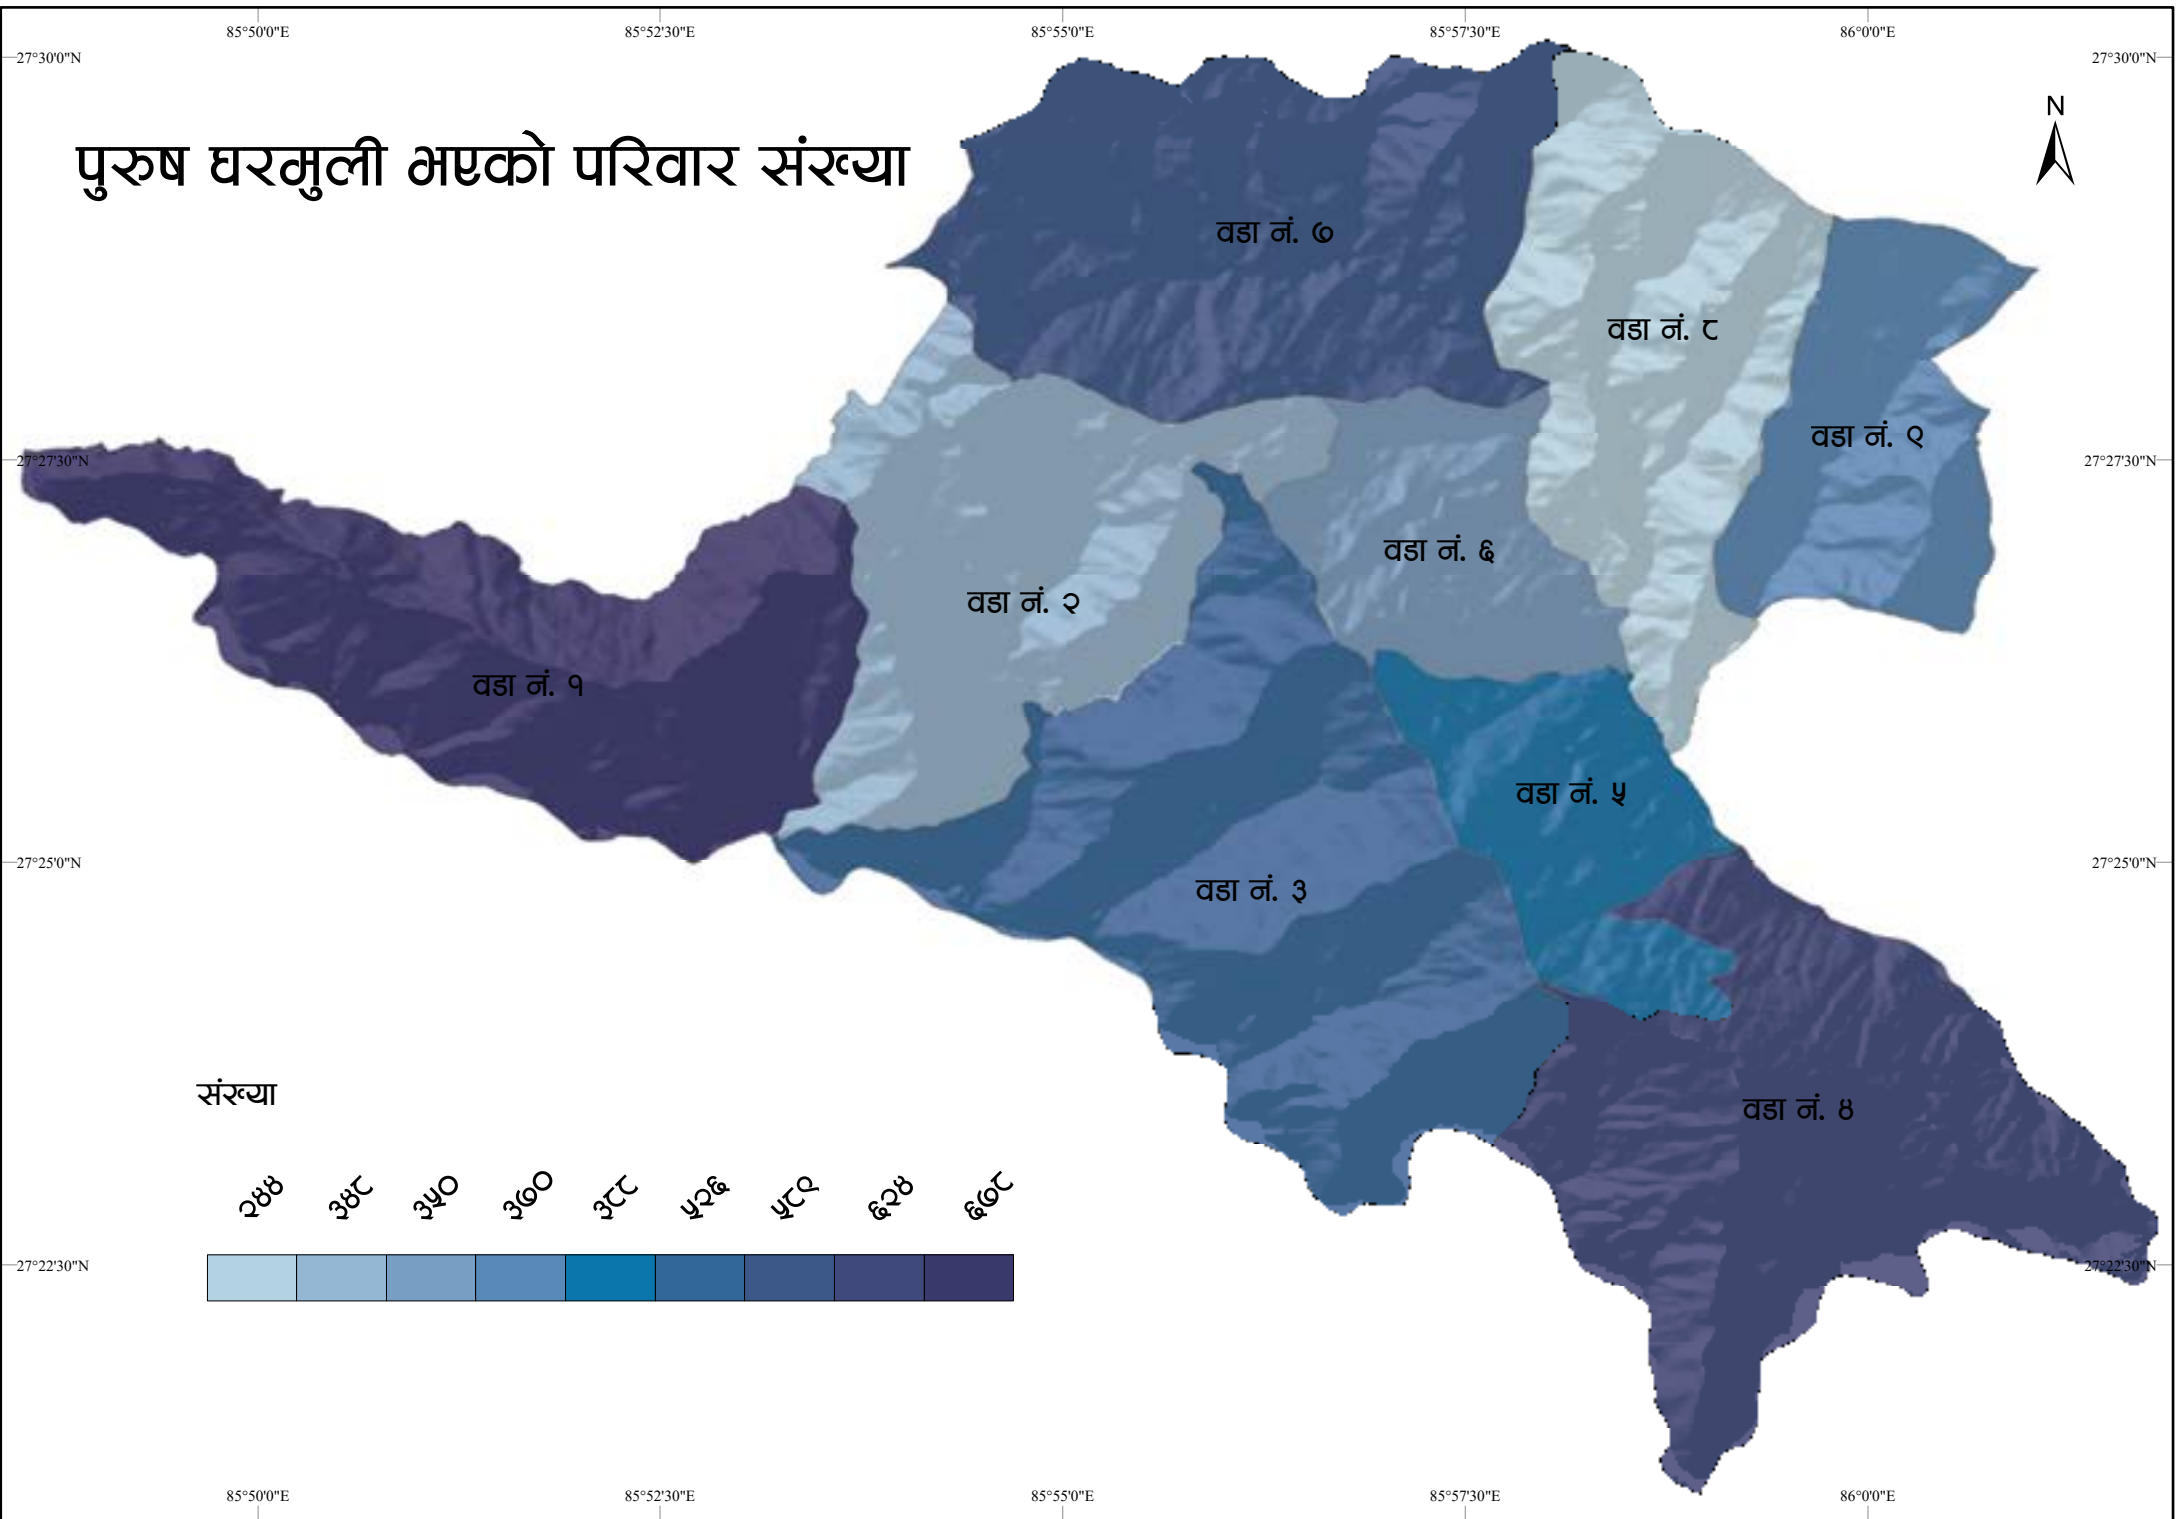 85°50'0"E 85°52'30"E 85°55'0"E 85°57'30"E 86°0'0"E
27°30'0"N 27°30'0"N
N
पुरुष घरमुली भएको परिवार संख्या
वडा नं. ७
वडा नं. ८
वडा नं. ९
27°27'30"N 27°27'30"N
वडा नं. ६
वडा नं. २
वडा नं. १
वडा नं. ५
27°25'0"N 27°25'0"N
वडा नं. ३
संख्या
वडा नं. ४
२४४ ३४८ ३५० ३७० ३८८ ५२६ ५८९ ६२४ ६७८
27°22'30"N 27°22'30"N
85°50'0"E 85°52'30"E 85°55'0"E 85°57'30"E 86°0'0"E